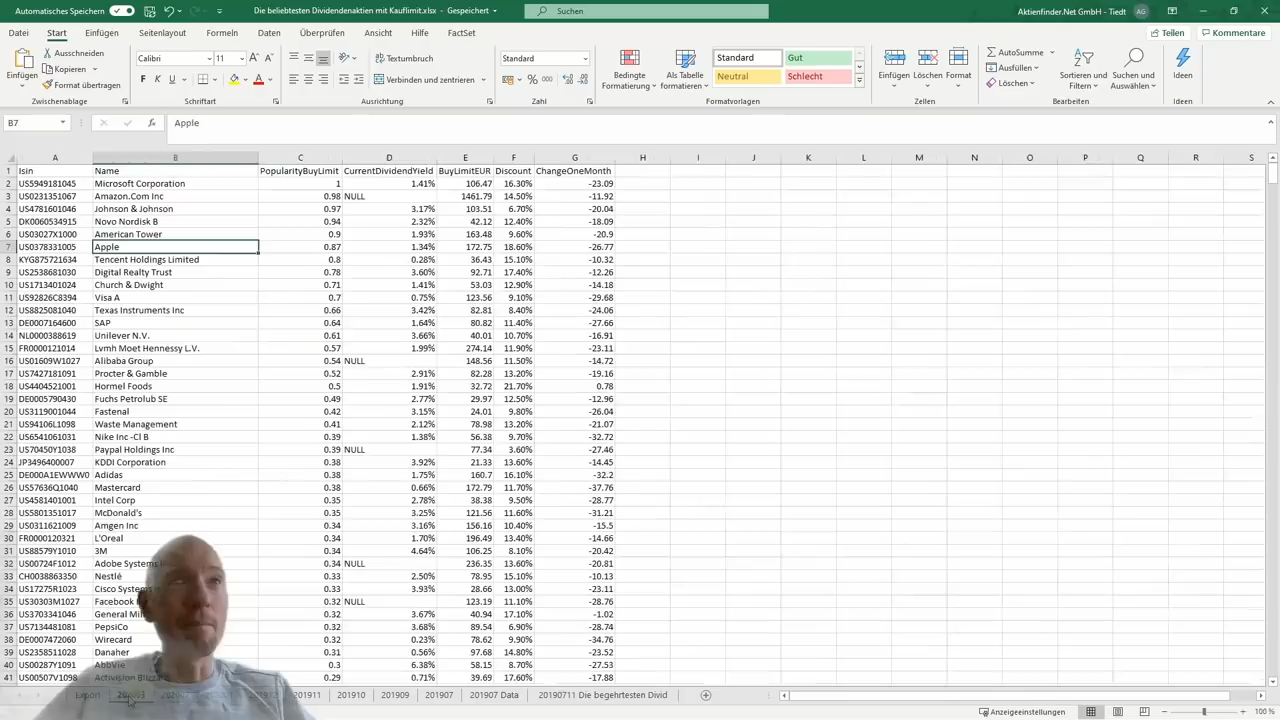 Automatisches Speichern Die beliebtesten Dividendenaktien mit Kauflimit.xlsx - Gespeichert Suchen Aktienfinder.Net GmbH - Tiedt AG
Datei Start Einfügen Seitenlayout Formeln Daten Überprüfen Ansicht Hilfe FactSet Teilen Kommentare
Einfügen Ausschneiden Kopieren Format übertragen Zwischenablage
Calibri 11 F K U Schriftart
Textumbruch Verbinden und zentrieren Ausrichtung
Standard % 000 Zahl
Bedingte Formatierung Als Tabelle formatieren Standard Gut Neutral Schlecht Formatvorlagen
Einfügen Löschen Format Zellen
AutoSumme Ausfüllen Löschen Sortieren und Filtern Suchen und Auswählen Bearbeiten
Ideen Ideen
B7 fx Apple
A B C D E F G H I J K L M N O P Q R S
1 Isin Name PopularityBuyLimit CurrentDividendYield BuyLimitEUR Discount ChangeOneMonth
2 US5949181045 Microsoft Corporation 1 1.41% 106.47 16.30% -23.09
3 US0231351067 Amazon.Com Inc 0.98 NULL 1461.79 14.50% -11.92
4 US4781601046 Johnson & Johnson 0.97 3.17% 103.51 6.70% -20.04
5 DK0060534915 Novo Nordisk B 0.94 2.32% 42.12 12.40% -18.09
6 US03027X1000 American Tower 0.9 1.93% 163.48 9.60% -20.9
7 US0378331005 Apple 0.87 1.34% 172.75 18.60% -26.77
8 KYG875721634 Tencent Holdings Limited 0.8 0.28% 36.43 15.10% -10.32
9 US2538681030 Digital Realty Trust 0.78 3.60% 92.71 17.40% -12.26
10 US1713401024 Church & Dwight 0.71 1.41% 53.03 12.90% -14.18
11 US92826C8394 Visa A 0.7 0.75% 123.56 9.10% -29.68
12 US8825081040 Texas Instruments Inc 0.66 3.42% 82.81 8.40% -24.06
13 DE0007164600 SAP 0.64 1.64% 80.82 11.40% -27.66
14 NL0000388619 Unilever N.V. 0.61 3.66% 40.01 10.70% -16.91
15 FR0000121014 Lvmh Moet Hennessy L.V. 0.57 1.99% 274.14 11.90% -23.11
16 US01609W1027 Alibaba Group 0.54 NULL 148.56 11.50% -14.72
17 US7427181091 Procter & Gamble 0.52 2.91% 82.28 13.20% -19.16
18 US4404521001 Hormel Foods 0.5 1.91% 32.72 21.70% 0.78
19 DE0005790430 Fuchs Petrolub SE 0.49 2.77% 29.97 12.50% -12.96
20 US3119001044 Fastenal 0.42 3.15% 24.01 9.80% -26.04
21 US94106L1098 Waste Management 0.41 2.12% 78.98 13.20% -21.07
22 US6541061031 Nike Inc -Cl B 0.39 1.38% 56.38 9.70% -32.72
23 US70450Y1038 Paypal Holdings Inc 0.39 NULL 77.34 3.60% -27.46
24 JP3496400007 KDDI Corporation 0.38 3.92% 21.33 13.60% -14.45
25 DE000A1EWWW0 Adidas 0.38 1.75% 160.7 16.10% -32.2
26 US57636Q1040 Mastercard 0.38 0.66% 172.79 11.70% -37.76
27 US4581401001 Intel Corp 0.35 2.78% 38.38 9.50% -28.77
28 US5801351017 McDonald's 0.35 3.25% 121.56 11.60% -31.21
29 US0311621009 Amgen Inc 0.34 3.16% 156.16 10.40% -15.5
30 FR0000120321 L'Oreal 0.34 1.70% 196.49 13.40% -14.66
31 US88579Y1010 3M 0.34 4.64% 106.25 8.10% -20.42
32 US00724F1012 Adobe Systems 0.34 NULL 236.35 13.60% -20.81
33 CH0038863350 Nestlé 0.33 2.50% 78.95 15.10% -10.13
34 US17275R1023 Cisco Systems 0.33 3.93% 28.66 13.00% -23.11
35 US30303M1027 Facebook 0.32 NULL 123.19 11.10% -28.76
36 US3703341046 General Mi 0.32 3.67% 40.94 17.10% -1.02
37 US7134481081 PepsiCo 0.32 3.68% 89.54 6.90% -28.74
38 DE0007472060 Wirecard 0.32 0.23% 78.62 9.90% -34.76
39 US2358511028 Danaher 0.31 0.56% 97.68 14.80% -23.52
40 US00287Y1091 AbbVie 0.3 6.38% 58.15 8.70% -27.53
41 US00507V1098 Activision Blizzard 0.29 0.71% 39.69 17.60% -17.88
Export 201911 201910 201909 201907 201907 Data 20190711 Die begehrtesten Divid
Anzeigeeinstellungen 100 %